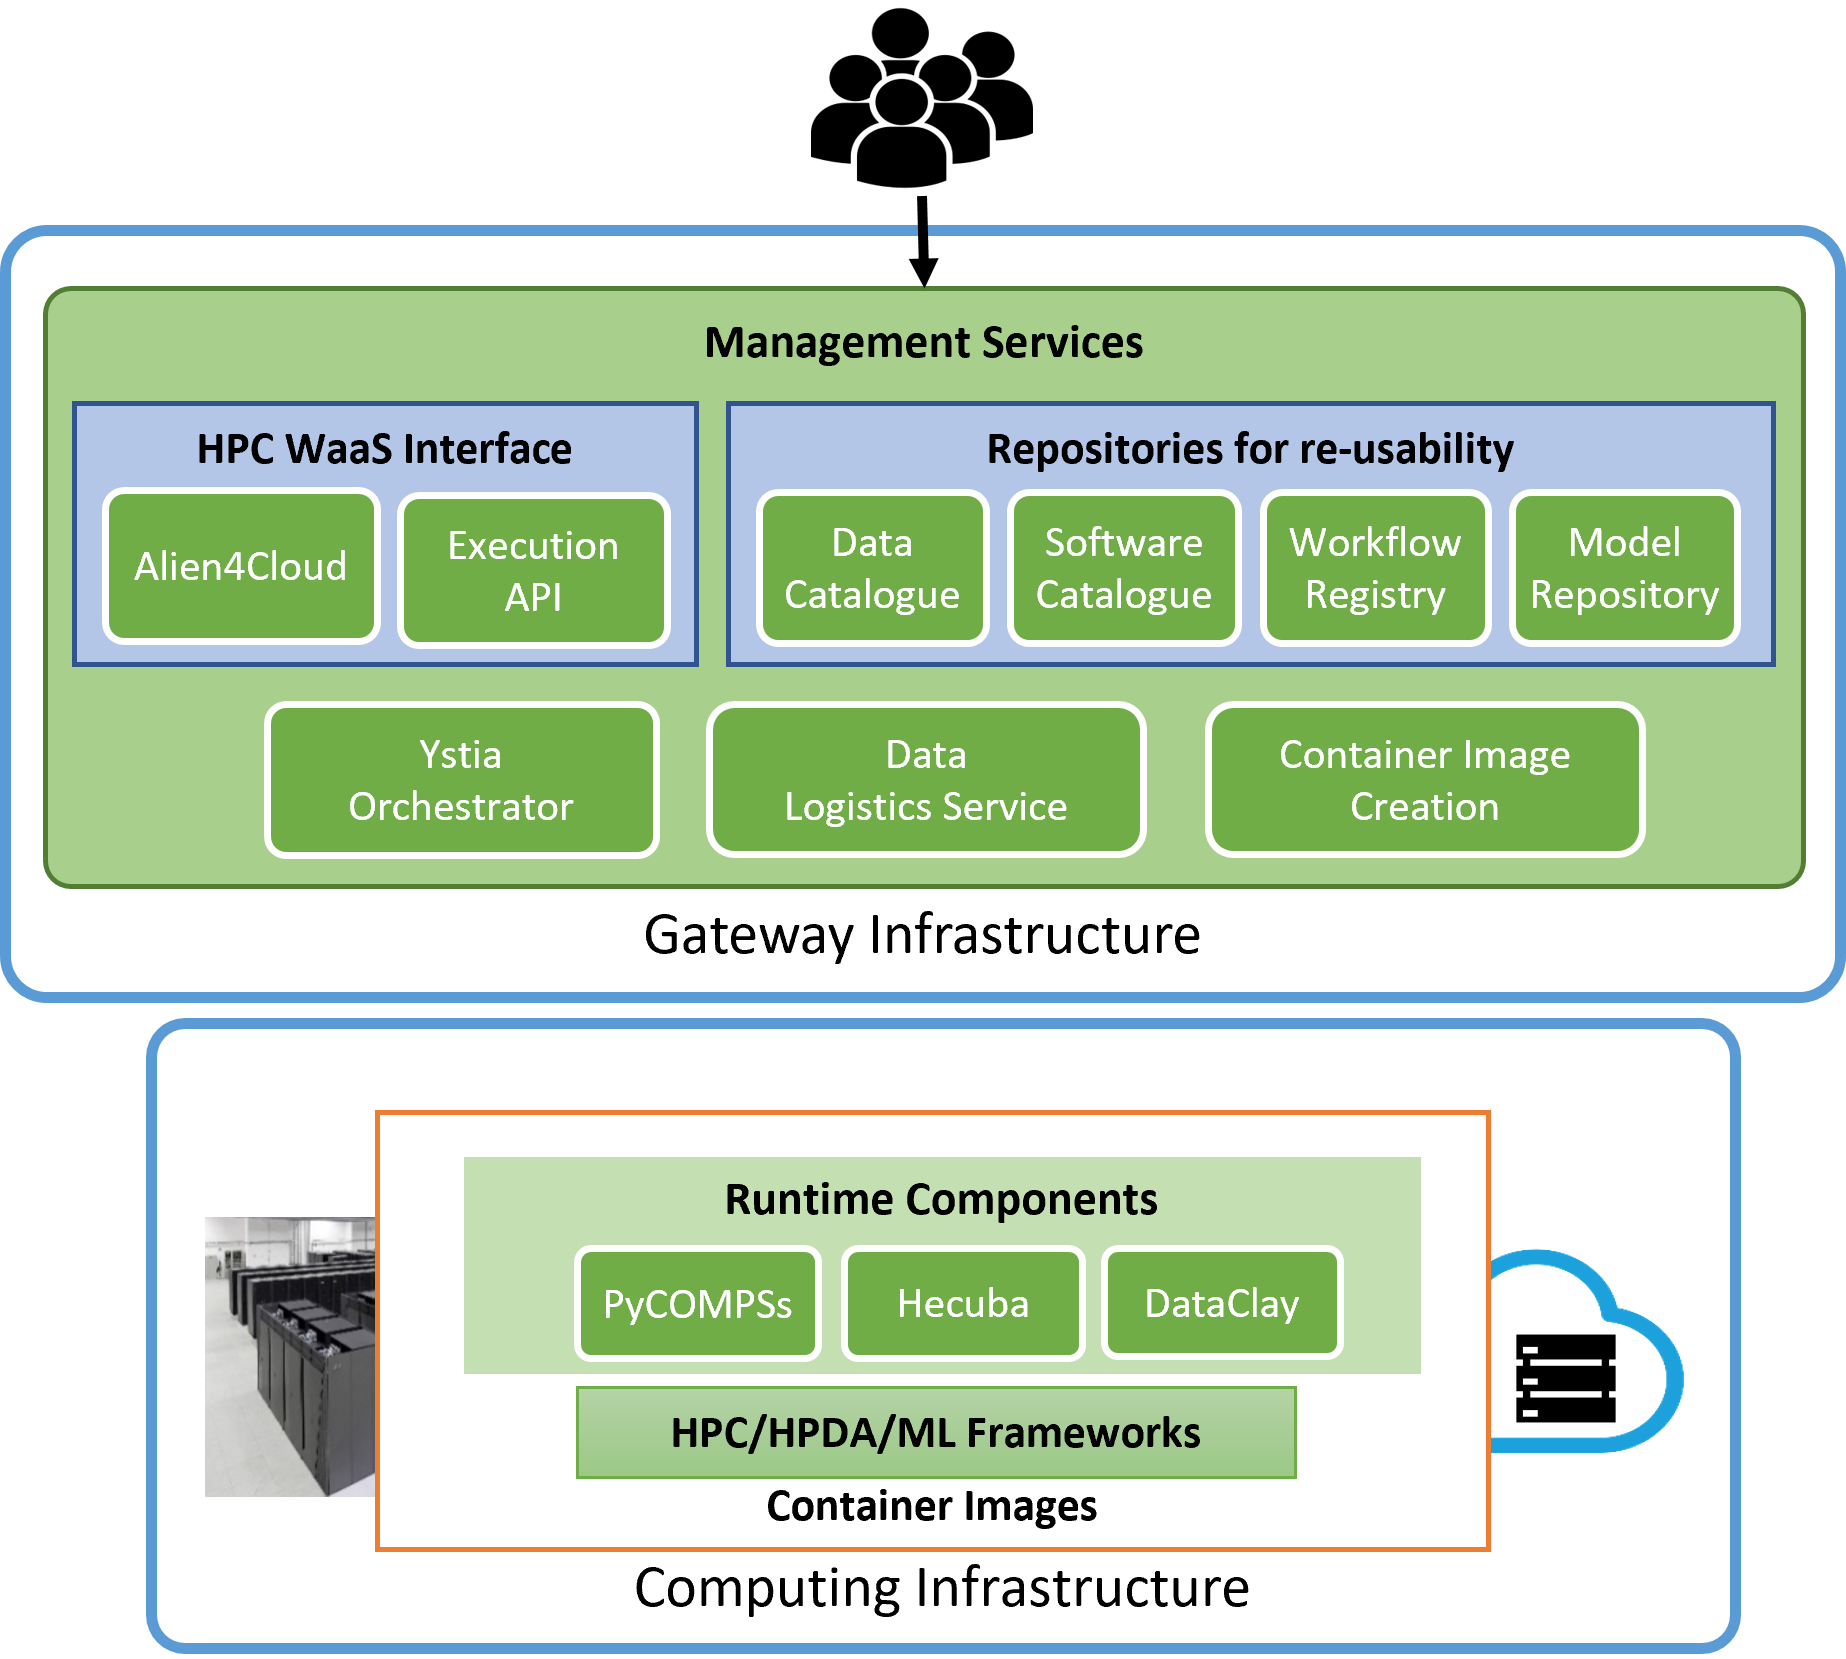 Management Services
HPC WaaS Interface
Alien4Cloud
Execution
API
Repositories for re-usability
Data
Catalogue
Software
Catalogue
Workflow
Registry
Model
Repository
Ystia
Orchestrator
Data
Logistics Service
Container Image
Creation
Gateway Infrastructure
Runtime Components
PyCOMPSs
Hecuba
DataClay
HPC/HPDA/ML Frameworks
Container Images
Computing Infrastructure